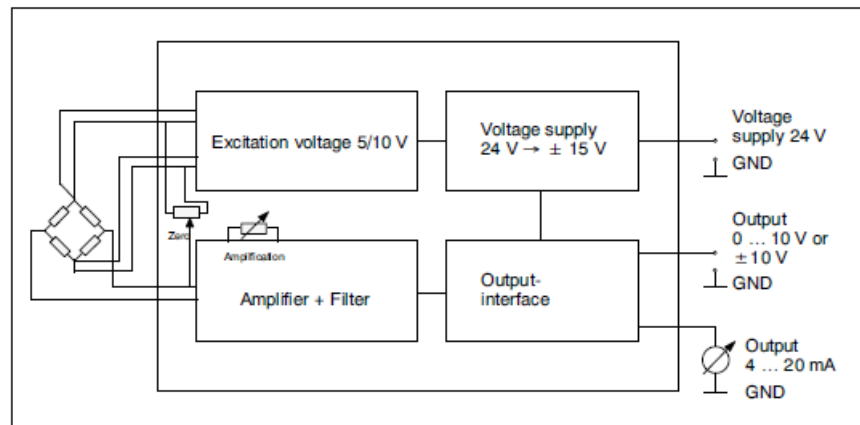 Excitation voltage 5/10 V
Voltage supply
24 V → ± 15 V
Voltage
supply 24 V
GND
Zero
Amplification
Amplifier + Filter
Output-
interface
Output
0 ... 10 V or
±10 V
GND
Output
4 ... 20 mA
GND